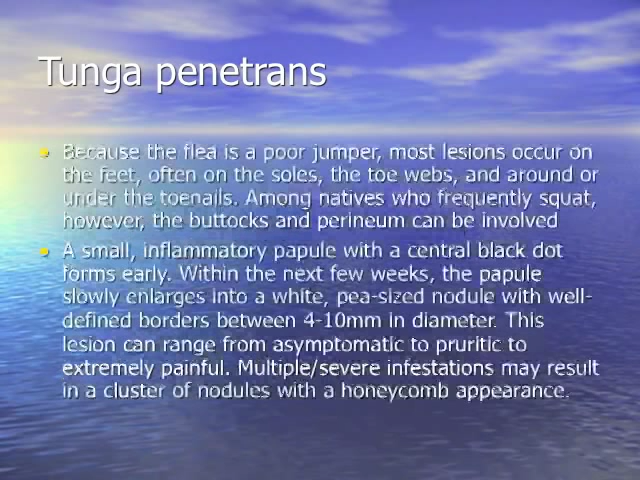 Tunga penetrans
• Because the flea is a poor jumper, most lesions occur on
the feet, often on the soles, the toe webs, and around or
under the toenails. Among natives who frequently squat,
however, the buttocks and perineum can be involved
• A small, inflammatory papule with a central black dot
forms early. Within the next few weeks, the papule
slowly enlarges into a white, pea-sized nodule with well-
defined borders between 4-10mm in diameter. This
lesion can range from asymptomatic to pruritic to
extremely painful. Multiple/severe infestations may result
in a cluster of nodules with a honeycomb appearance.